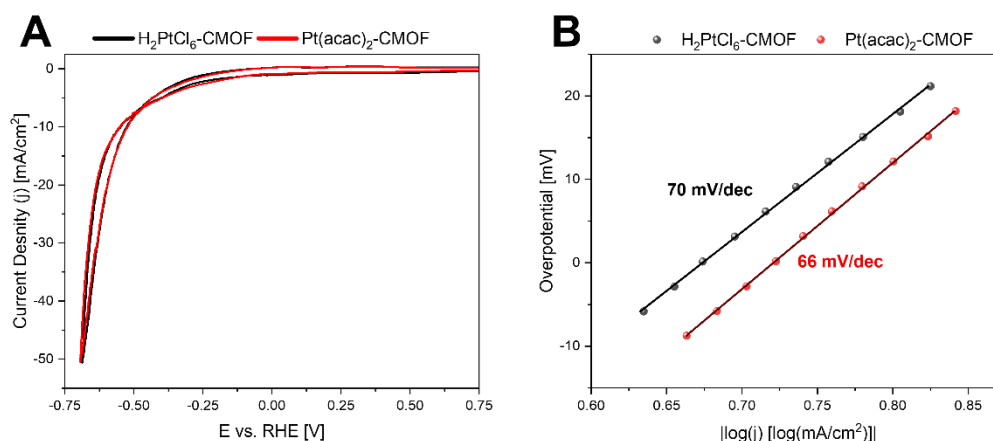 A
H₂PtCl₆-CMOF Pt(acac)₂-CMOF
Current Desnity (j) [mA/cm²]
0
-10
-20
-30
-40
-50
-0.75 -0.50 -0.25 0.00 0.25 0.50 0.75
E vs. RHE [V]
B
H₂PtCl₆-CMOF Pt(acac)₂-CMOF
Overpotential [mV]
20
10
0
-10
70 mV/dec
66 mV/dec
0.60 0.65 0.70 0.75 0.80 0.85
|log(j) [log(mA/cm²)]|